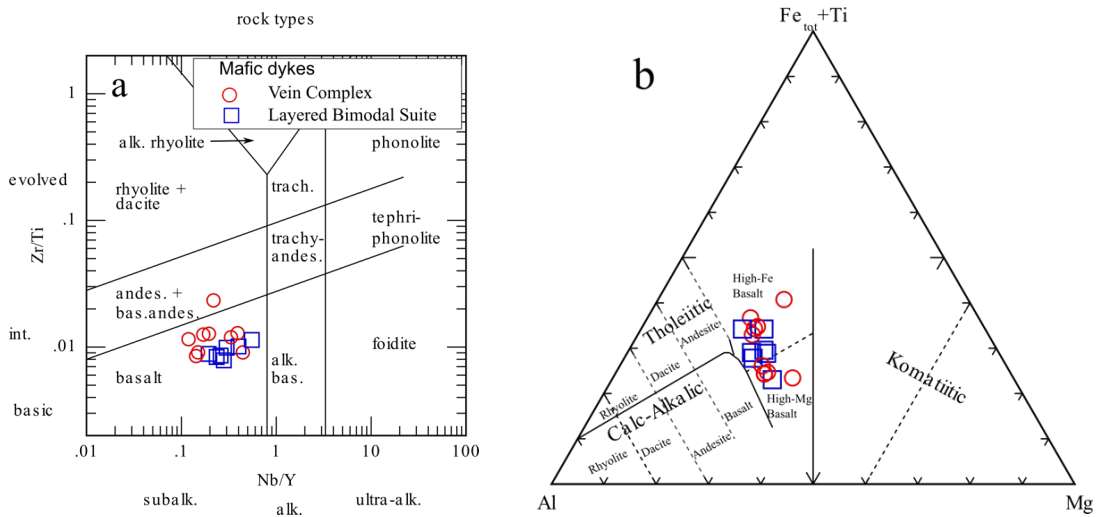 rock types
a
Mafic dykes
Vein Complex
Layered Bimodal Suite
1
alk. rhyolite
phonolite
evolved
rhyolite +
dacite
trach.
.1
Zr/Ti
tephri-
phonolite
trachy-
andes.
andes. +
bas.andes.
int.
.01
basalt
alk.
bas.
foidite
basic
.01
.1
1
10
100
Nb/Y
subalk.
alk.
ultra-alk.
b
Fetot+Ti
High-Fe
Basalt
Tholeiitic
Andesite
Dacite
Rhyolite
Calc-Alkalic
Rhyolite
Dacite
Andesite
Basalt
High-Mg
Basalt
Komatiitic
Al
Mg